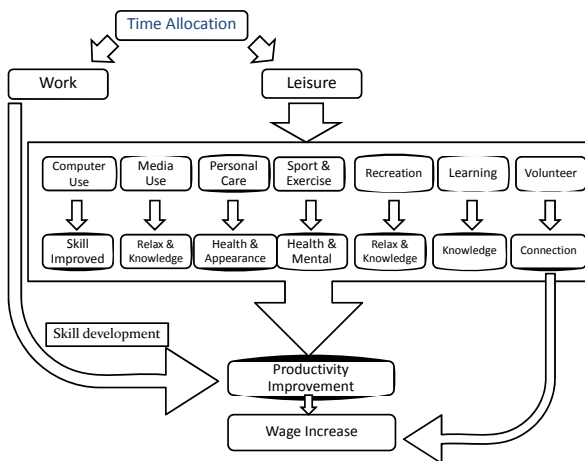 Time Allocation
Work
Leisure
Computer
Use
Media
Use
Personal
Care
Sport &
Exercise
Recreation
Learning
Volunteer
Skill
Improved
Relax &
Knowledge
Health &
Appearance
Health &
Mental
Relax &
Knowledge
Knowledge
Connection
Skill development
Productivity
Improvement
Wage Increase